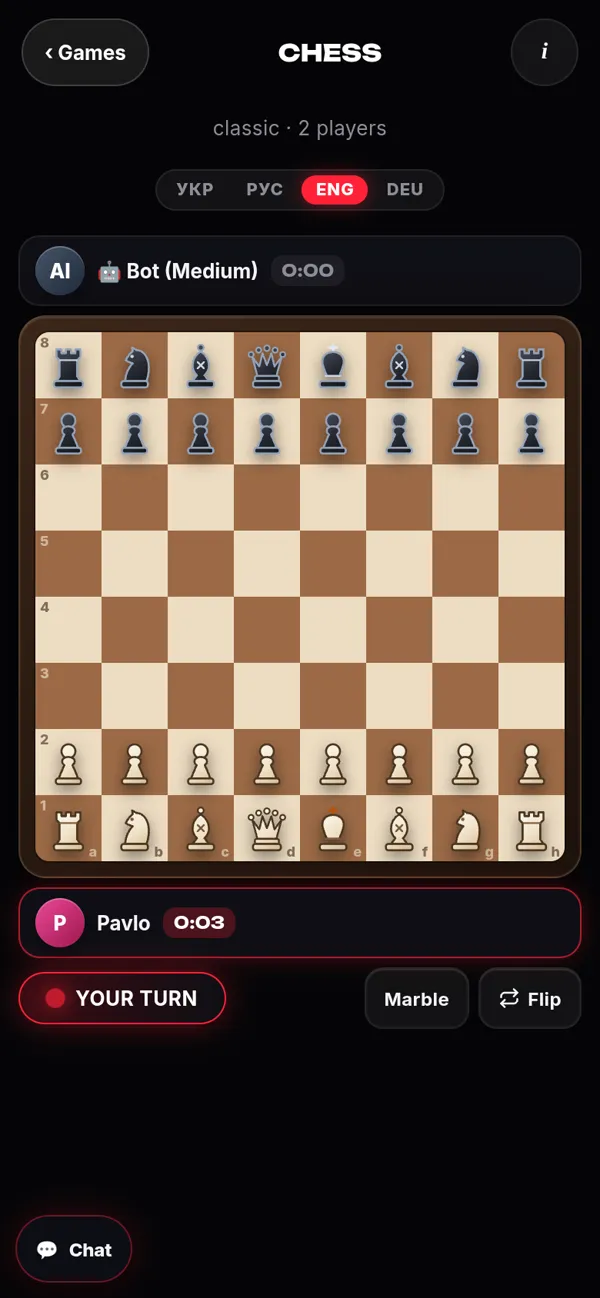 ‹ Games
CHESS
i
classic · 2 players
УКР РУС ENG DEU
AI 🤖 Bot (Medium) 0:00
8
7
6
5
4
3
2
1
a b c d e f g h
P Pavlo 0:03
YOUR TURN
Marble
Flip
💬 Chat